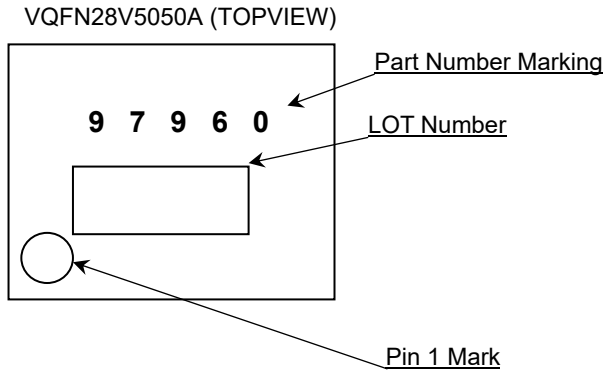 VQFN28V5050A (TOPVIEW)
Part Number Marking
9 7 9 6 0
LOT Number
Pin 1 Mark